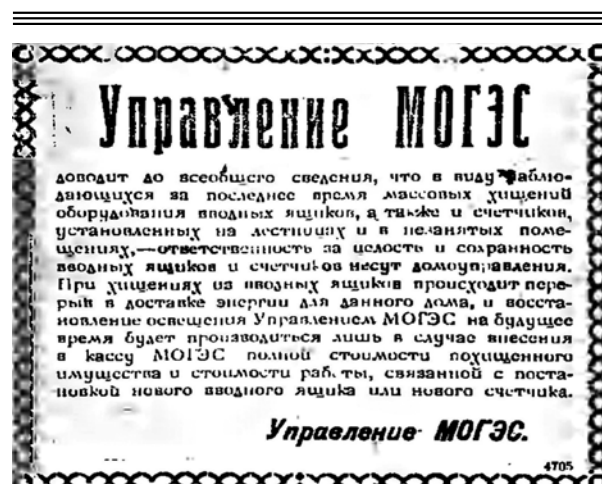 Управление МОГЭС
доводит до всеобщего сведения, что в виду наблю-
дающихся за последнее время массовых хищений
оборудования вводных ящиков, а также и счетчиков,
установленных на лестницах и в незанятых поме-
щениях,—ответственность за целость и сохранность
вводных ящиков и счетчиков несут домоуправления.
При хищениях из вводных ящиков происходит пере-
рыв в доставке энергии для данного дома, и восста-
новление освещения Управлением МОГЭС на будущее
время будет производиться лишь в случае внесения
в кассу МОГЭС полной стоимости похищенного
имущества и стоимости работы, связанной с поста-
новкой нового вводного ящика или нового счетчика.
Управление МОГЭС.
4705